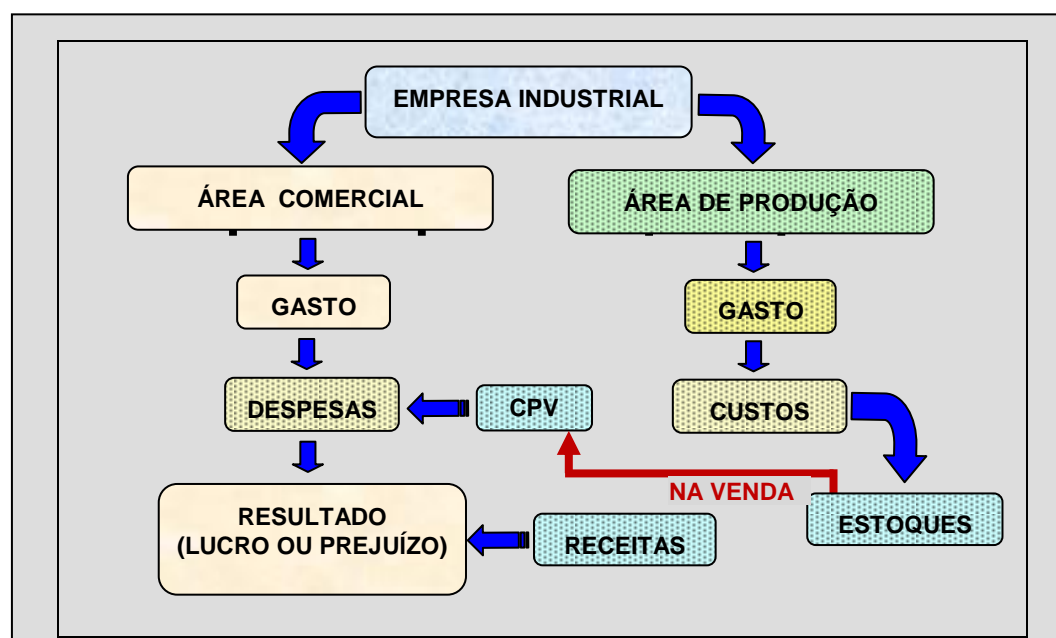 EMPRESA INDUSTRIAL
ÁREA COMERCIAL
ÁREA DE PRODUÇÃO
GASTO
GASTO
DESPESAS
CPV
CUSTOS
NA VENDA
RESULTADO
(LUCRO OU PREJUÍZO)
RECEITAS
ESTOQUES